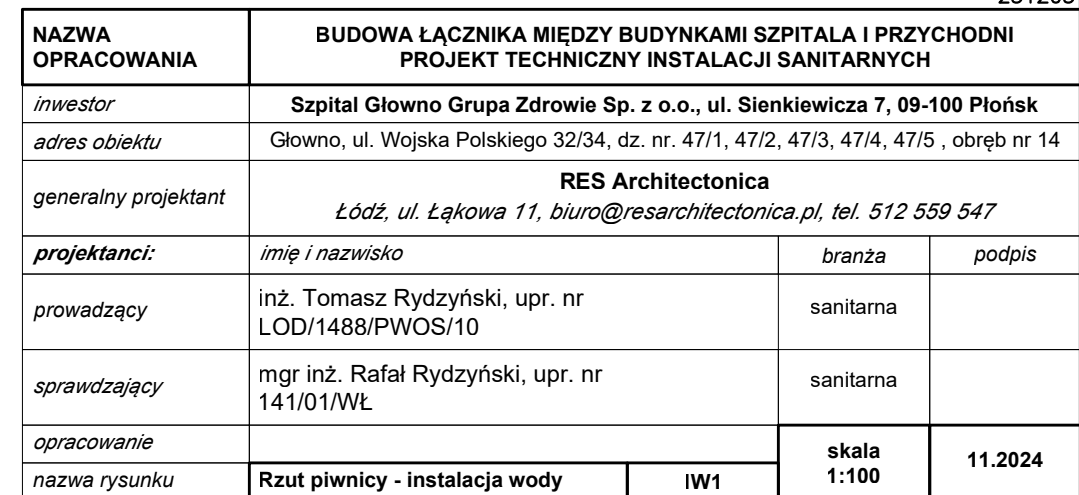 NAZWA OPRACOWANIA
BUDOWA ŁĄCZNIKA MIĘDZY BUDYNKAMI SZPITALA I PRZYCHODNI
PROJEKT TECHNICZNY INSTALACJI SANITARNYCH
inwestor
Szpital Głowno Grupa Zdrowie Sp. z o.o., ul. Sienkiewicza 7, 09-100 Płońsk
adres obiektu
Głowno, ul. Wojska Polskiego 32/34, dz. nr. 47/1, 47/2, 47/3, 47/4, 47/5 , obręb nr 14
generalny projektant
RES Architectonica
Łódź, ul. Łąkowa 11, biuro@resarchitectonica.pl, tel. 512 559 547
projektanci:
imię i nazwisko
branża
podpis
prowadzący
inż. Tomasz Rydzyński, upr. nr
LOD/1488/PWOS/10
sanitarna
sprawdzający
mgr inż. Rafał Rydzyński, upr. nr
141/01/WŁ
sanitarna
opracowanie
skala
1:100
11.2024
nazwa rysunku
Rzut piwnicy - instalacja wody
IW1